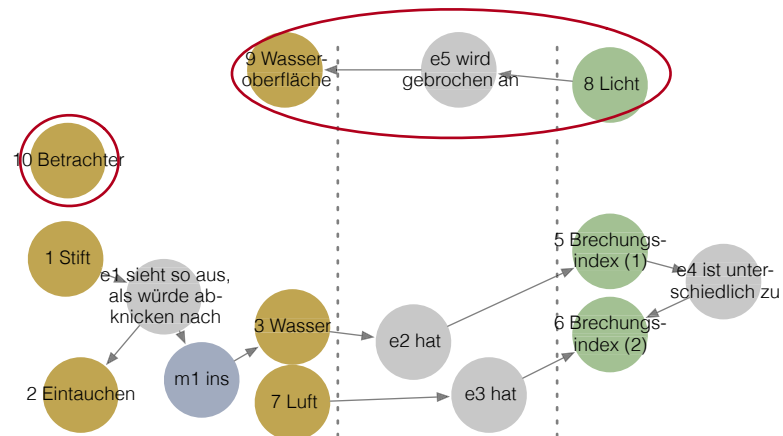 9 Wasser-
oberfläche
e5 wird
gebrochen an
8 Licht
10 Betrachter
1 Stift
e1 sieht so aus,
als würde ab-
knicken nach
2 Eintauchen
m1 ins
3 Wasser
7 Luft
e2 hat
e3 hat
5 Brechungs-
index (1)
6 Brechungs-
index (2)
e4 ist unter-
schiedlich zu